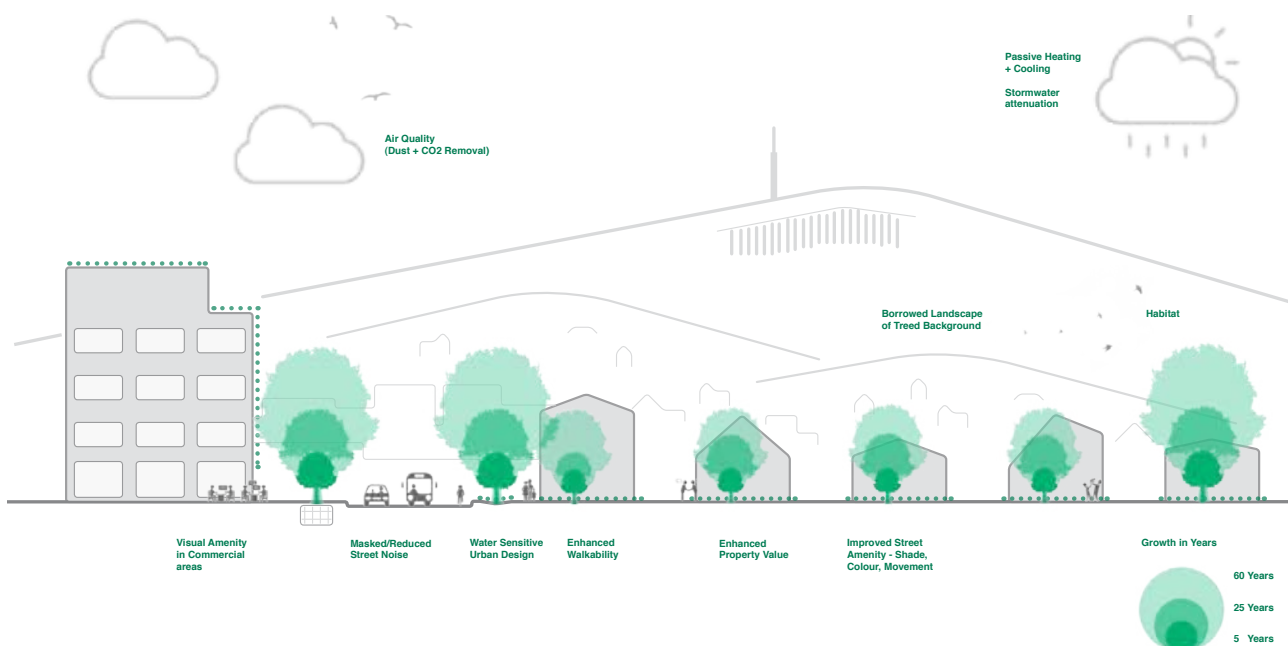 Passive Heating
+ Cooling
Stormwater
attenuation
Air Quality
(Dust + CO2 Removal)
Borrowed Landscape
of Treed Background
Habitat
Visual Amenity
in Commercial
areas
Masked/Reduced
Street Noise
Water Sensitive
Urban Design
Enhanced
Walkability
Enhanced
Property Value
Improved Street
Amenity - Shade,
Colour, Movement
Growth in Years
60 Years
25 Years
5 Years